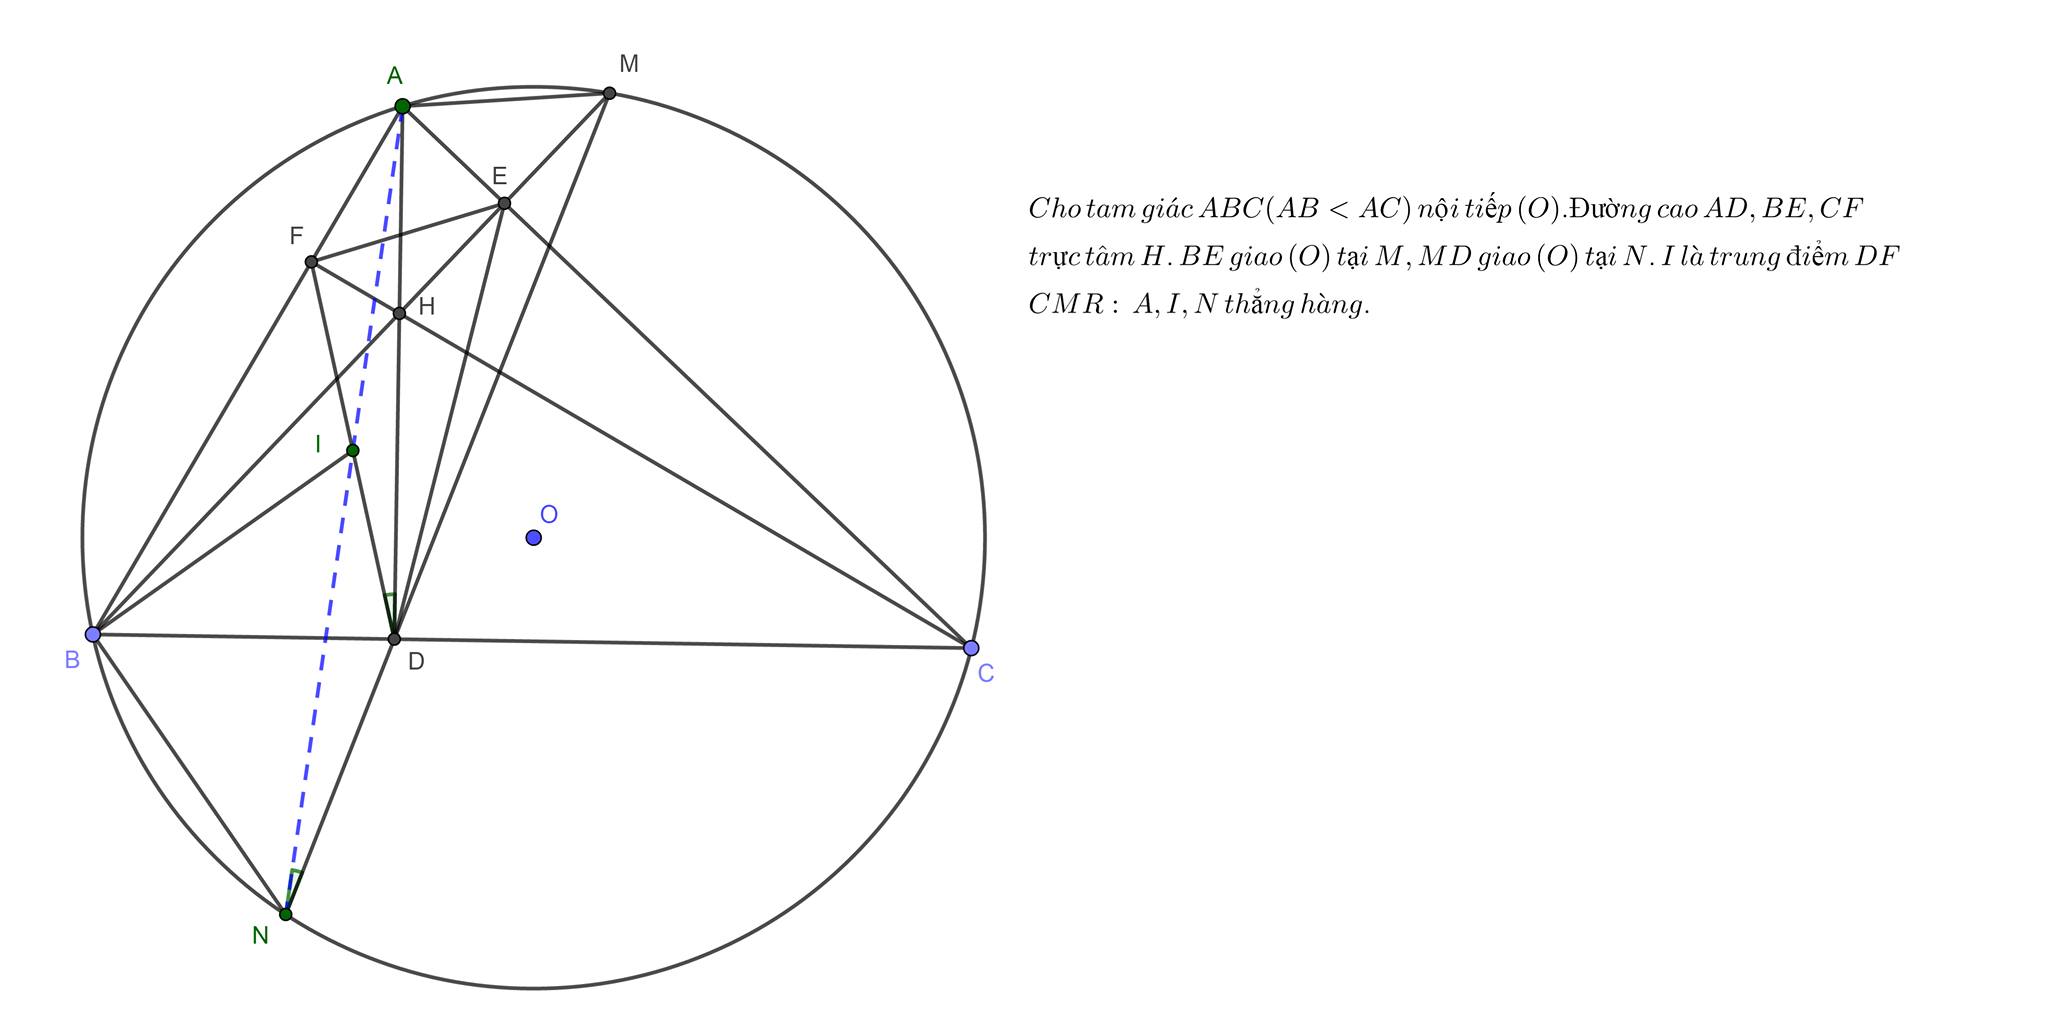 A
M
E
F
Cho tam giác ABC(AB < AC) nội tiếp (O).Đường cao AD, BE, CF
trực tâm H. BE giao (O) tại M, MD giao (O) tại N. I là trung điểm DF
CMR : A, I, N thẳng hàng.
H
I
O
B
D
C
N